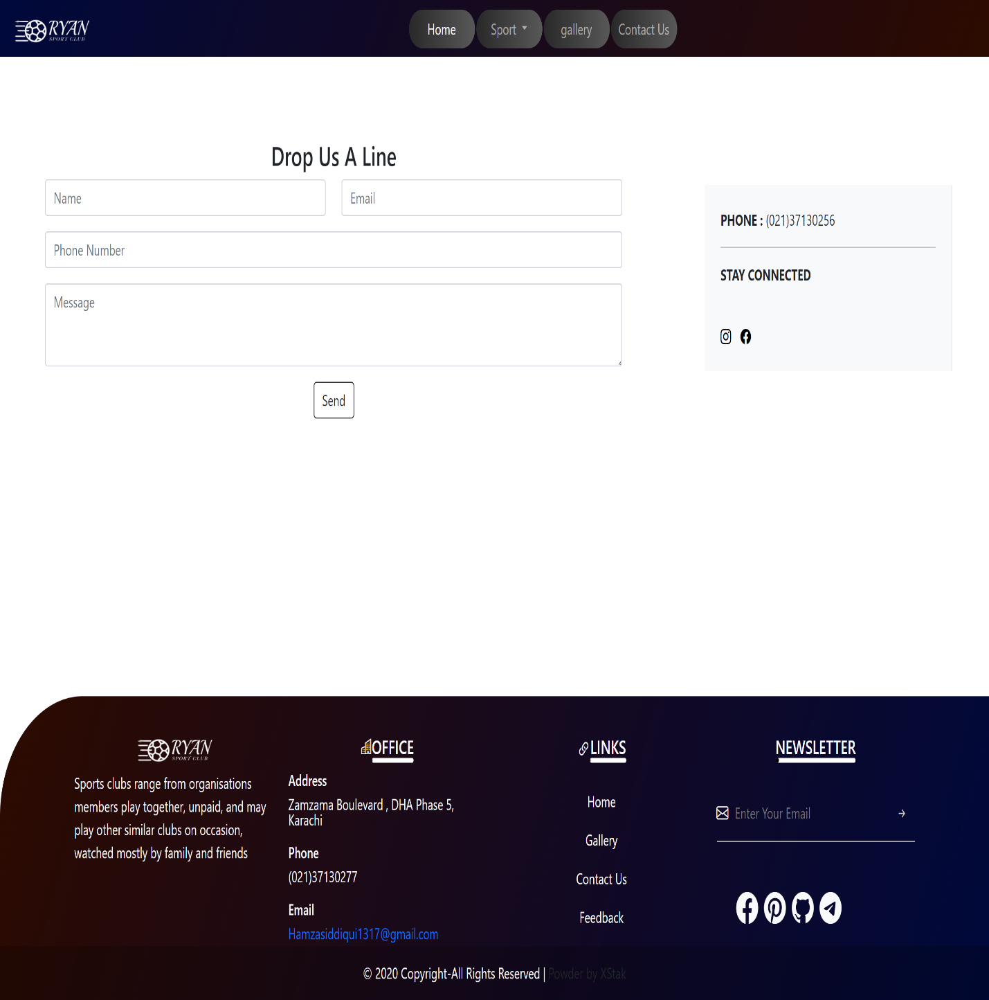 RYAN
SPORT CLUB
Home
Sport
gallery
Contact Us
Drop Us A Line
Name
Email
Phone Number
Message
Send
PHONE : (021)37130256
STAY CONNECTED
RYAN
SPORT CLUB
Sports clubs range from organisations
members play together, unpaid, and may
play other similar clubs on occasion,
watched mostly by family and friends
OFFICE
Address
Zamzama Boulevard , DHA Phase 5,
Karachi
Phone
(021)37130277
Email
Hamzasiddiqui1317@gmail.com
LINKS
Home
Gallery
Contact Us
Feedback
NEWSLETTER
Enter Your Email
© 2020 Copyright-All Rights Reserved | Powder by XStak